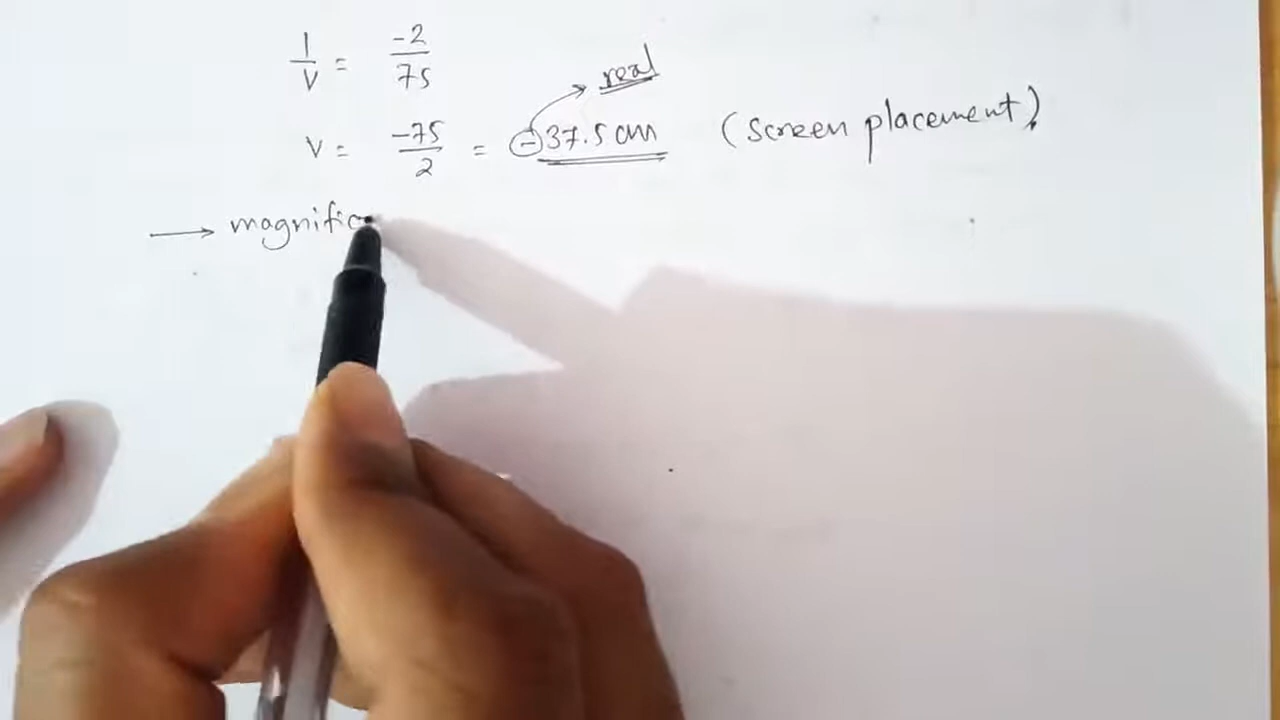 real
1/V = -2/75
V = -75/2 = -37.5 cm (screen placement)
→ magnific